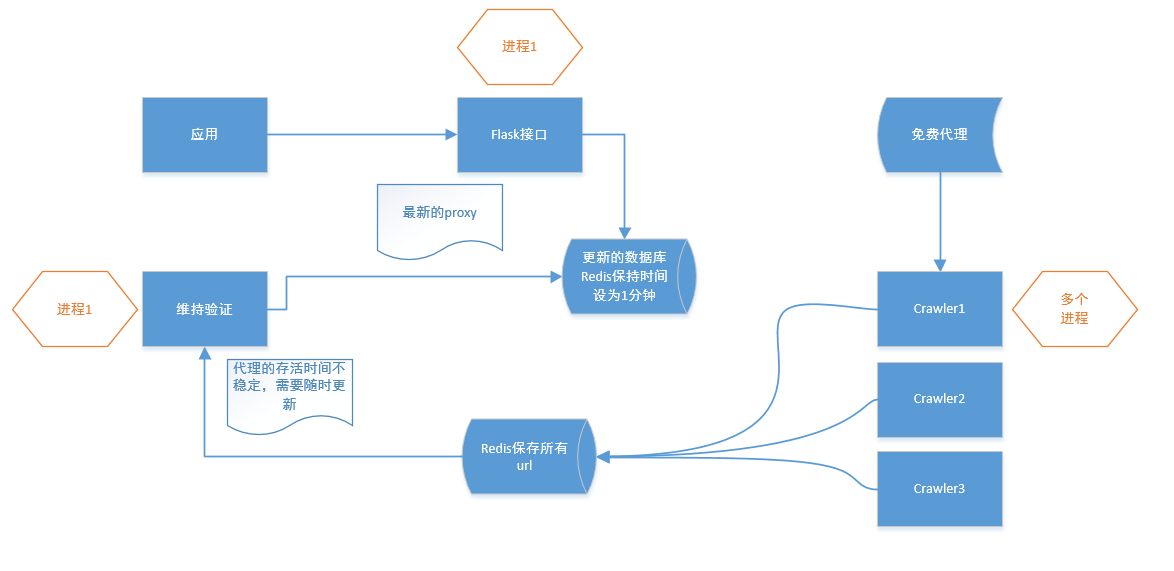 进程1
应用
Flask接口
免费代理
最新的proxy
更新的数据库
Redis保持时间
设为1分钟
进程1
维持验证
Crawler1
多个
进程
代理的存活时间不
稳定，需要随时更
新
Crawler2
Redis保存所有
url
Crawler3